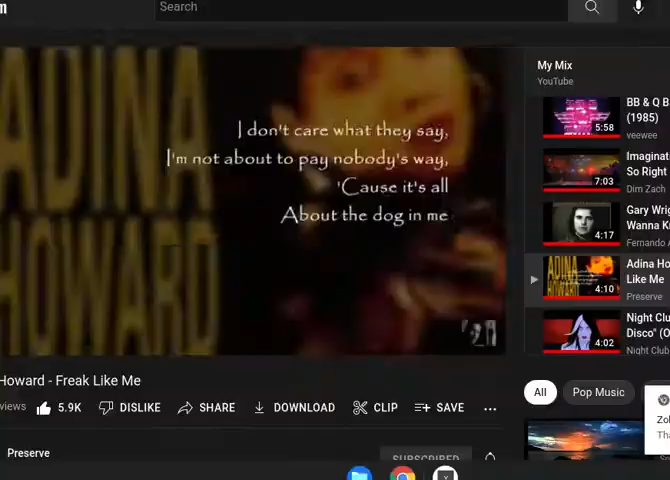 Search
ADINA
HOWARD
I don't care what they say,
I'm not about to pay nobody's way,
'Cause it's all
About the dog in me
Howard - Freak Like Me
views
5.9K
DISLIKE
SHARE
DOWNLOAD
CLIP
SAVE
Preserve
SUBSCRIBED
My Mix
YouTube
BB & Q B
(1985)
veewee
5:58
Imaginat
So Right
Dim Zach
7:03
Gary Wrig
Wanna K
Fernando A
4:17
Adina Ho
Like Me
Preserve
4:10
Night Clu
Disco" (O
Night Club
4:02
All
Pop Music
Zol
Tha